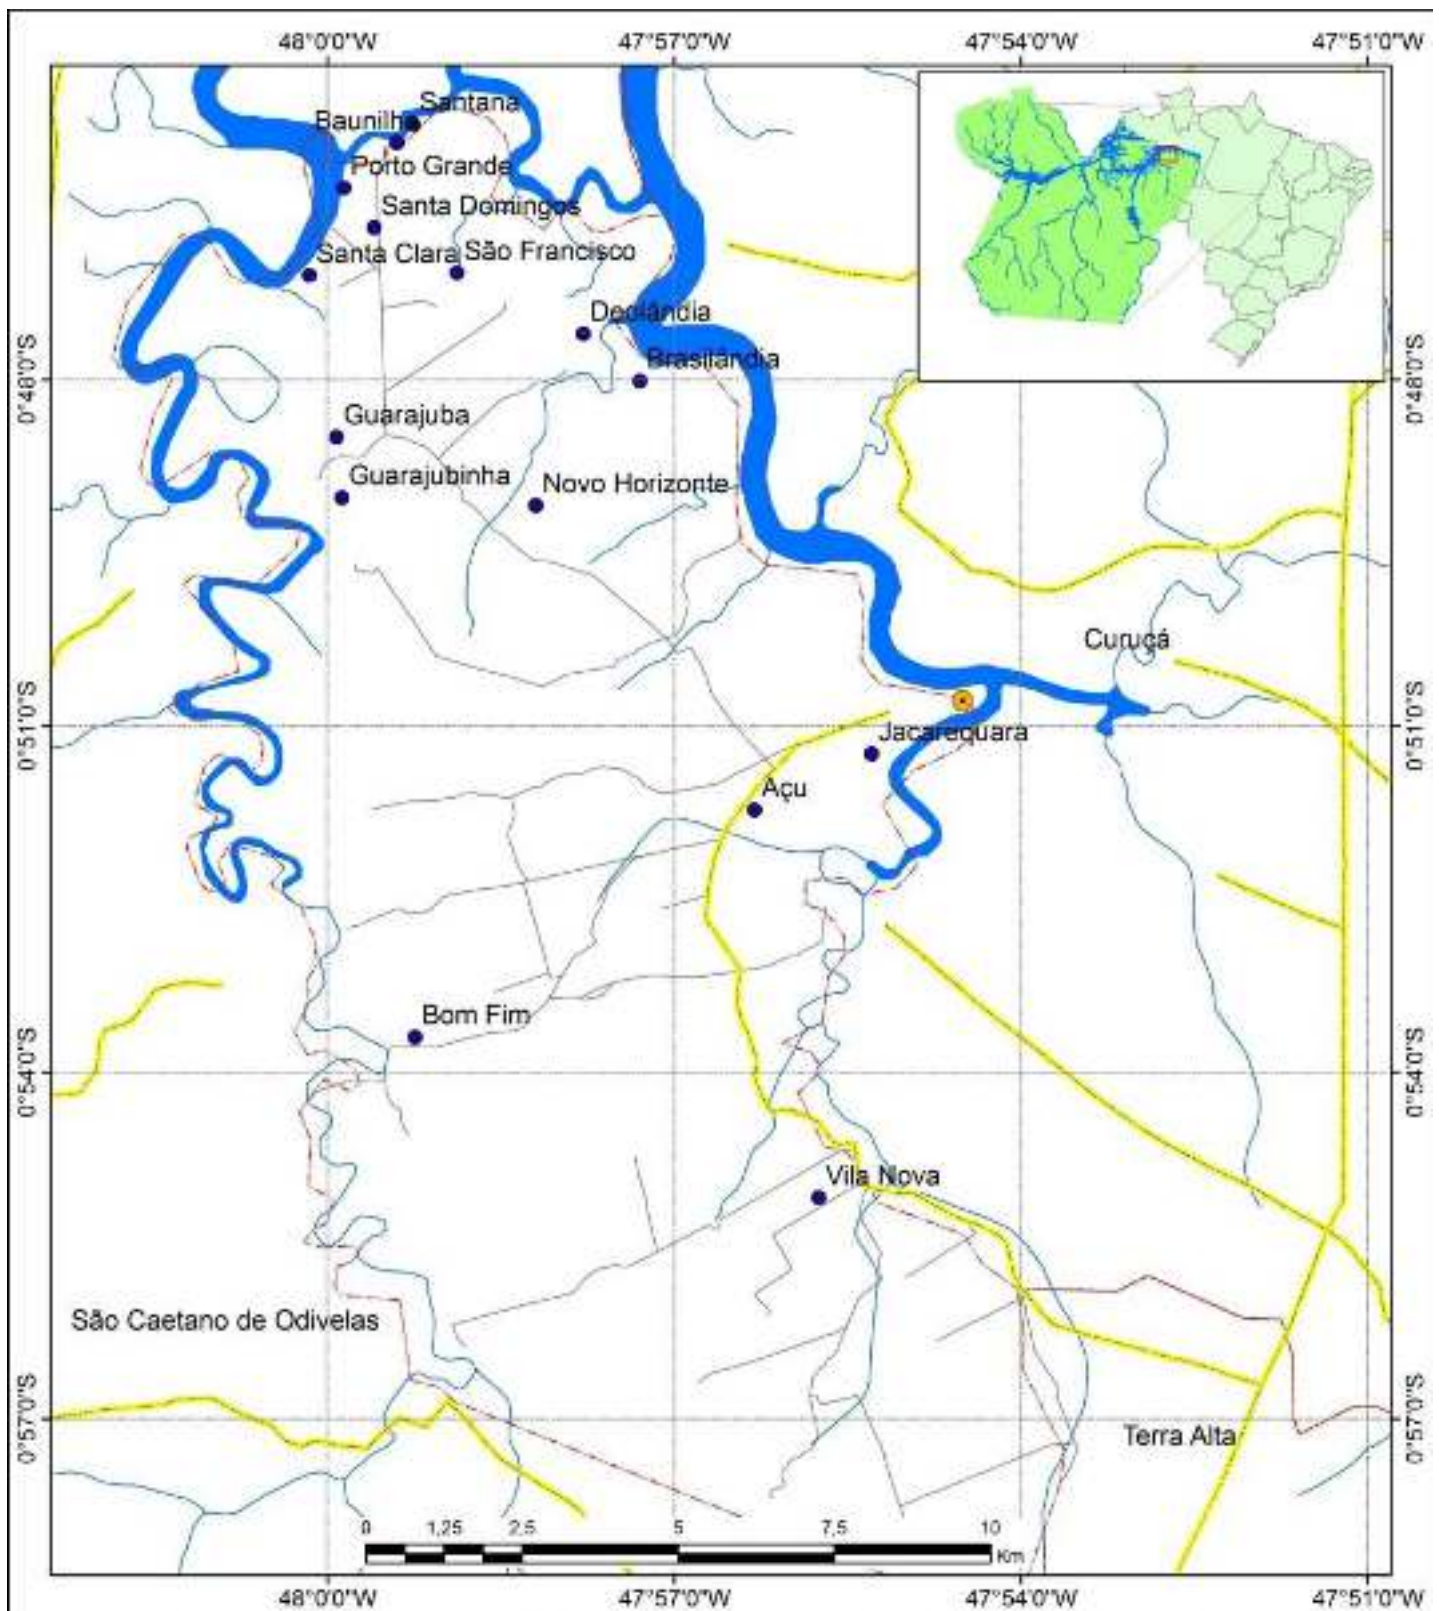 48°0'0"W 47°57'0"W 47°54'0"W 47°51'0"W
Santana
Baunilha
Porto Grande
Santa Domingos
Santa Clara
São Francisco
Deolândia
Brasilândia
0°48'0"S 0°48'0"S
Guarajuba
Guarajubinha
Novo Horizonte
Curuçá
0°51'0"S 0°51'0"S
Jacarequara
Açu
Bom Fim
0°54'0"S 0°54'0"S
Vila Nova
São Caetano de Odivelas
0°57'0"S 0°57'0"S
Terra Alta
0 1,25 2,5 5 7,5 10
Km
48°0'0"W 47°57'0"W 47°54'0"W 47°51'0"W